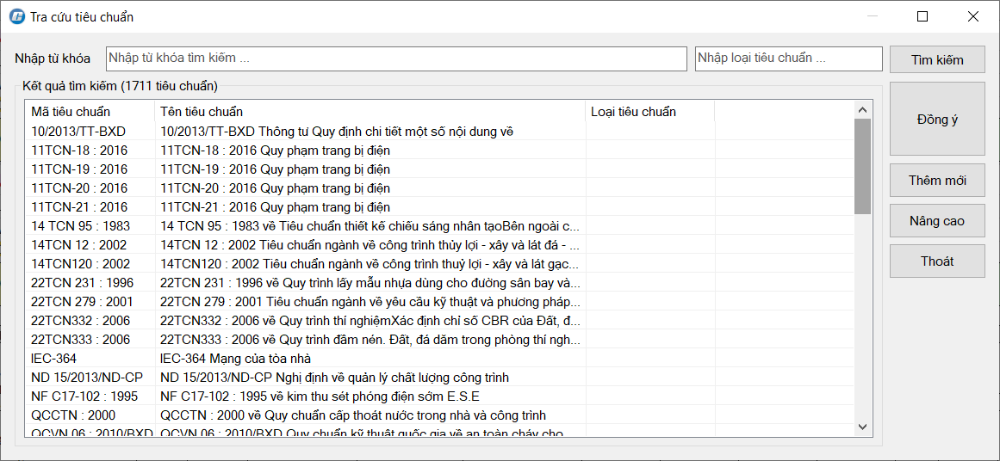 Tra cứu tiêu chuẩn
Nhập từ khóa Nhập từ khóa tìm kiếm ... Nhập loại tiêu chuẩn ... Tìm kiếm
Kết quả tìm kiếm (1711 tiêu chuẩn)
Mã tiêu chuẩn Tên tiêu chuẩn Loại tiêu chuẩn
10/2013/TT-BXD 10/2013/TT-BXD Thông tư Quy định chi tiết một số nội dung về
11TCN-18 : 2016 11TCN-18 : 2016 Quy phạm trang bị điện
11TCN-19 : 2016 11TCN-19 : 2016 Quy phạm trang bị điện
11TCN-20 : 2016 11TCN-20 : 2016 Quy phạm trang bị điện
11TCN-21 : 2016 11TCN-21 : 2016 Quy phạm trang bị điện
14 TCN 95 : 1983 14 TCN 95 : 1983 về Tiêu chuẩn thiết kế chiếu sáng nhân tạoBên ngoài c...
14TCN 12 : 2002 14TCN 12 : 2002 Tiêu chuẩn ngành về công trình thủy lợi - xây và lát đá - ...
14TCN120 : 2002 14TCN120 : 2002 Tiêu chuẩn ngành về công trình thuỷ lợi - xây và lát gạc...
22TCN 231 : 1996 22TCN 231 : 1996 về Quy trình lấy mẫu nhựa dùng cho đường sân bay và...
22TCN 279 : 2001 22TCN 279 : 2001 Tiêu chuẩn ngành về yêu cầu kỹ thuật và phương pháp...
22TCN332 : 2006 22TCN332 : 2006 về Quy trình thí nghiệmXác định chỉ số CBR của Đất, đ...
22TCN333 : 2006 22TCN333 : 2006 về Quy trình đầm nén. Đất, đá dăm trong phòng thí ngh...
IEC-364 IEC-364 Mạng của tòa nhà
ND 15/2013/ND-CP ND 15/2013/ND-CP Nghị định về quản lý chất lượng công trình
NF C17-102 : 1995 NF C17-102 : 1995 về kim thu sét phóng điện sớm E.S.E
QCCTN : 2000 QCCTN : 2000 về Quy chuẩn cấp thoát nước trong nhà và công trình
QCVN 06 : 2010/BXD QCVN 06 : 2010/BXD Quy chuẩn kỹ thuật quốc gia về an toàn cháy cho
Đồng ý
Thêm mới
Nâng cao
Thoát